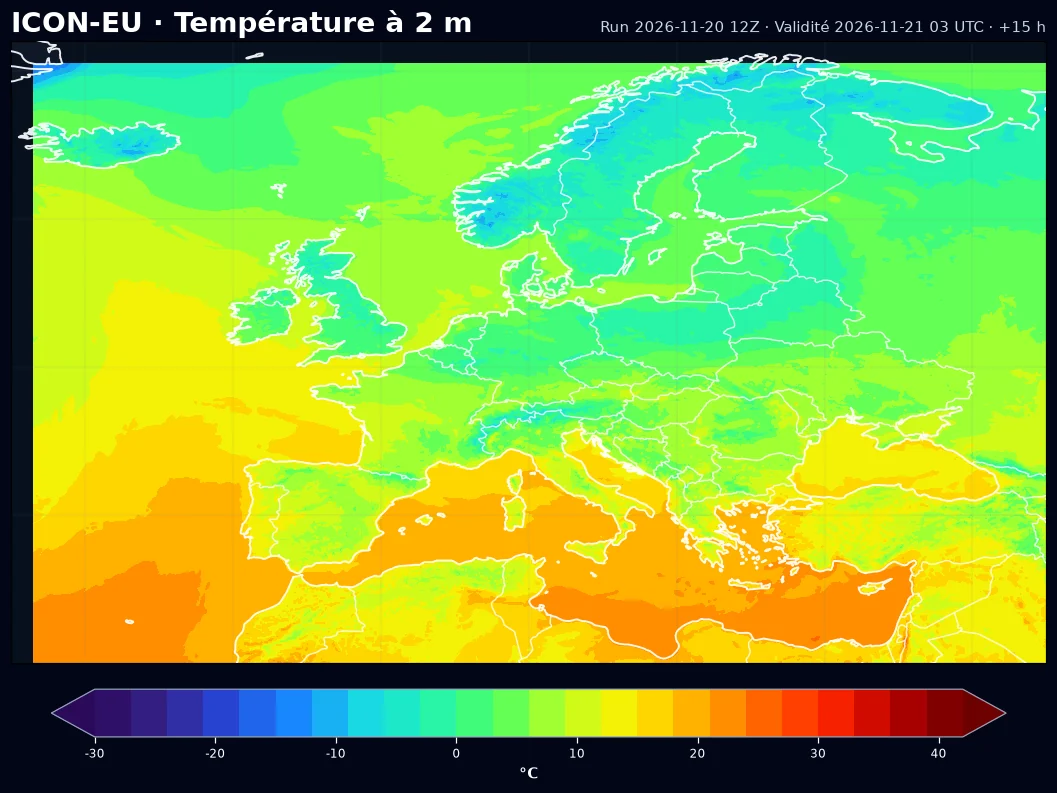 ICON-EU · Température à 2 m
Run 2026-11-20 12Z · Validité 2026-11-21 03 UTC · +15 h
-30 -20 -10 0 10 20 30 40
°C